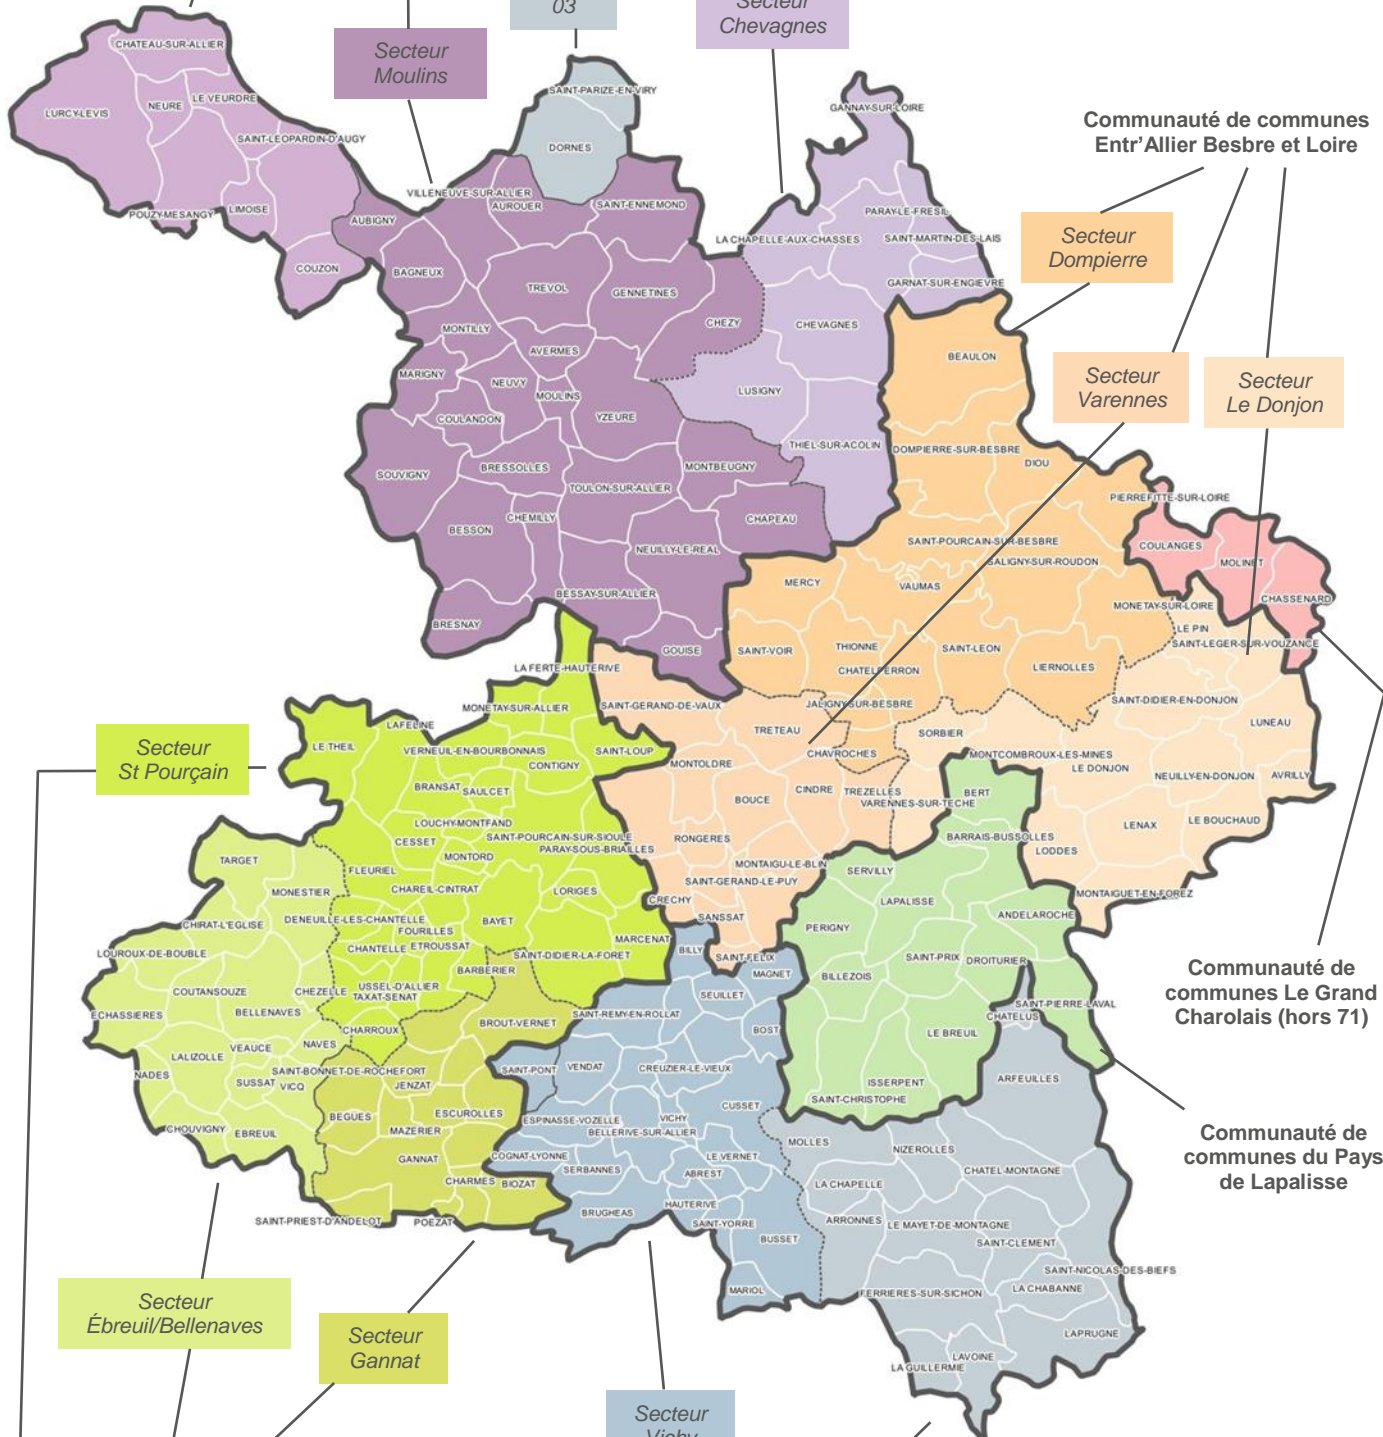 03
Secteur
Chevagnes
Secteur
Moulins
CHATEAU-SUR-ALLIER
SAINT-PARIZE-EN-VIRY
LE VEURDRE
NEURE
LURCY-LEVIS
GANNAY-SUR-LOIRE
Communauté de communes
Entr'Allier Besbre et Loire
SAINT-LEOPARDIN-D'AUGY
DORNES
VILLENEUVE-SUR-ALLIER
AUROUER
SAINT-ENNEMOND
POUZY-MESANGY
LIMOISE
AUBIGNY
PARAY-LE-FRESIL
LA CHAPELLE-AUX-CHASSES
SAINT-MARTIN-DES-LAIS
Secteur
Dompierre
COUZON
BAGNEUX
TREVOL
GENNETINES
GARNAT-SUR-ENGIEVRE
MONTILLY
CHEZY
CHEVAGNES
AVERMES
BEAULON
MARIGNY
NEUVY
MOULINS
LUSIGNY
Secteur
Varennes
Secteur
Le Donjon
COULANDON
YZEURE
THIEL-SUR-ACOLIN
DOMPIERRE-SUR-BESBRE
DIOU
SOUVIGNY
BRESSOLLES
MONTBEUGNY
TOULON-SUR-ALLIER
PIERREFITTE-SUR-LOIRE
BESSON
CHEMILLY
CHAPEAU
NEUILLY-LE-REAL
SAINT-POURCAIN-SUR-BESBRE
COULANGES
SALIGNY-SUR-ROUDON
MOLINET
BESSAY-SUR-ALLIER
MERCY
VAUMAS
CHASSENARD
MONETAY-SUR-LOIRE
BRESNAY
LE PIN
SAINT-LEGER-SUR-VOUZANCE
GOUISE
SAINT-VOIR
THIONNE
SAINT-LEON
LA FERTE-HAUTERIVE
CHATELPERRON
LIERNOLLES
MONETAY-SUR-ALLIER
SAINT-GERAND-DE-VAUX
JALIGNY-SUR-BESBRE
SAINT-DIDIER-EN-DONJON
LAFELINE
TRETEAU
SORBIER
LUNEAU
Secteur
St Pourçain
LE THEIL
VERNEUIL-EN-BOURBONNAIS
SAINT-LOUP
CHAVROCHES
MONTCOMBROUX-LES-MINES
CONTIGNY
MONTOLDRE
LE DONJON
NEUILLY-EN-DONJON
AVRILLY
BRANSAT
SAULCET
CINDRE
TREZELLES
BERT
BOUCE
VARENNES-SUR-TECHE
LOUCHY-MONTFAND
LENAX
LE BOUCHAUD
CESSET
SAINT-POURCAIN-SUR-SIOULE
RONGERES
BARRAIS-BUSSOLLES
PARAY-SOUS-BRIAILLES
LODDES
TARGET
MONTORD
FLEURIEL
MONTAIGU-LE-BLIN
SERVILLY
MONESTIER
CHAREIL-CINTRAT
LORIGES
SAINT-GERAND-LE-PUY
MONTAIGUET-EN-FOREZ
LAPALISSE
CRECHY
CHIRAT-L'EGLISE
DENEUILLE-LES-CHANTELLE
BAYET
SANSSAT
ANDELAROCHE
FOURILLES
PERIGNY
CHANTELLE
ETROUSSAT
MARCENAT
BILLY
LOUROUX-DE-BOUBLE
SAINT-DIDIER-LA-FORET
SAINT-FELIX
SAINT-PRIX
DROITURIER
BARBERIER
MAGNET
BILLEZOIS
Communauté de
communes Le Grand
Charolais (hors 71)
COUTANSOUZE
CHEZELLE
USSEL-D'ALLIER
TAXAT-SENAT
SEUILLET
SAINT-PIERRE-LAVAL
CHATELUS
ECHASSIERES
BELLENAVES
SAINT-REMY-EN-ROLLAT
BROUT-VERNET
CHARROUX
BOST
LE BREUIL
VEAUCE
NAVES
LALIZOLLE
SAINT-BONNET-DE-ROCHEFORT
SAINT-PONT
VENDAT
CREUZIER-LE-VIEUX
NADES
SUSSAT
VICQ
JENZAT
ISSERPENT
ARFEUILLES
SAINT-CHRISTOPHE
CUSSET
BEGUES
ESCUROLLES
ESPINASSE-VOZELLE
VICHY
CHOUVIGNY
EBREUIL
MAZERIER
BELLERIVE-SUR-ALLIER
MOLLES
Communauté de
communes du Pays
de Lapalisse
NIZEROLLES
COGNAT-LYONNE
LE VERNET
GANNAT
SERBANNES
ABREST
CHATEL-MONTAGNE
CHARMES
BIOZAT
LA CHAPELLE
BRUGHEAS
HAUTERIVE
SAINT-PRIEST-D'ANDELOT
POEZAT
SAINT-YORRE
ARRONNES
LE MAYET-DE-MONTAGNE
BUSSET
SAINT-CLEMENT
SAINT-NICOLAS-DES-BIEFS
MARIOL
FERRIERES-SUR-SICHON
LA CHABANNE
Secteur
Ébreuil/Bellenaves
Secteur
Gannat
LAPRUGNE
LAVOINE
LA GUILLERMIE
Secteur
Vichy